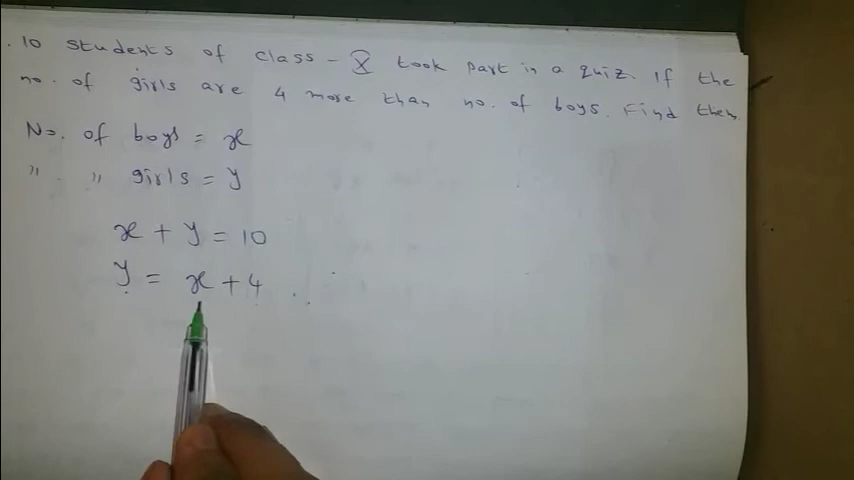 . 10 students of class - X took part in a quiz. If the
no. of girls are 4 more than no. of boys. Find them.
No. of boys = x
" " girls = y
x + y = 10
y = x + 4